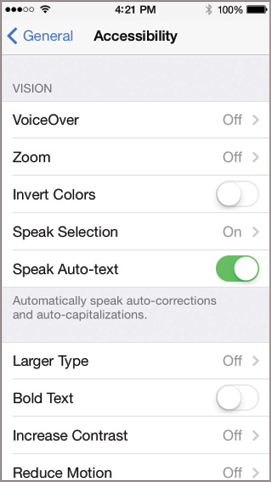 4:21 PM 100%
General Accessibility
VISION
VoiceOver Off
Zoom Off
Invert Colors
Speak Selection On
Speak Auto-text
Automatically speak auto-corrections
and auto-capitalizations.
Larger Type Off
Bold Text
Increase Contrast Off
Reduce Motion Off